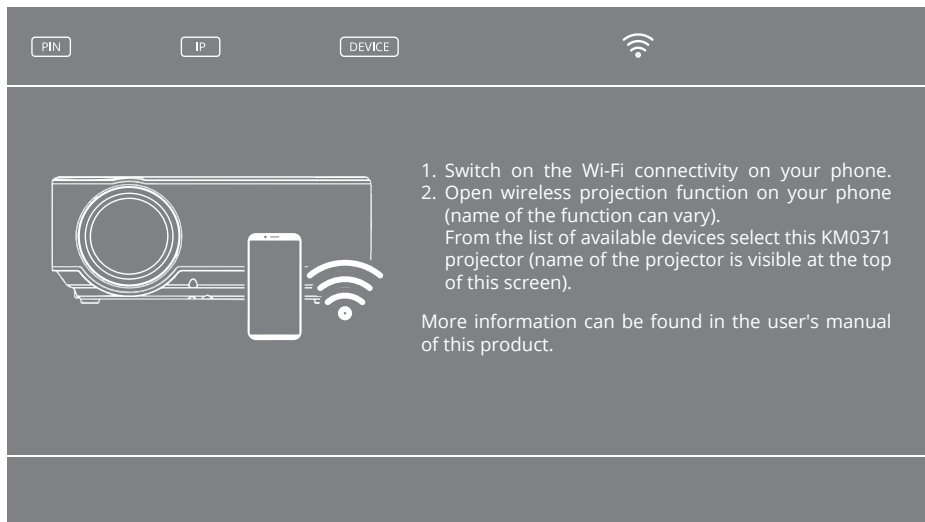 PIN IP DEVICE
1. Switch on the Wi-Fi connectivity on your phone.
2. Open wireless projection function on your phone
(name of the function can vary).
From the list of available devices select this KM0371
projector (name of the projector is visible at the top
of this screen).
More information can be found in the user's manual
of this product.